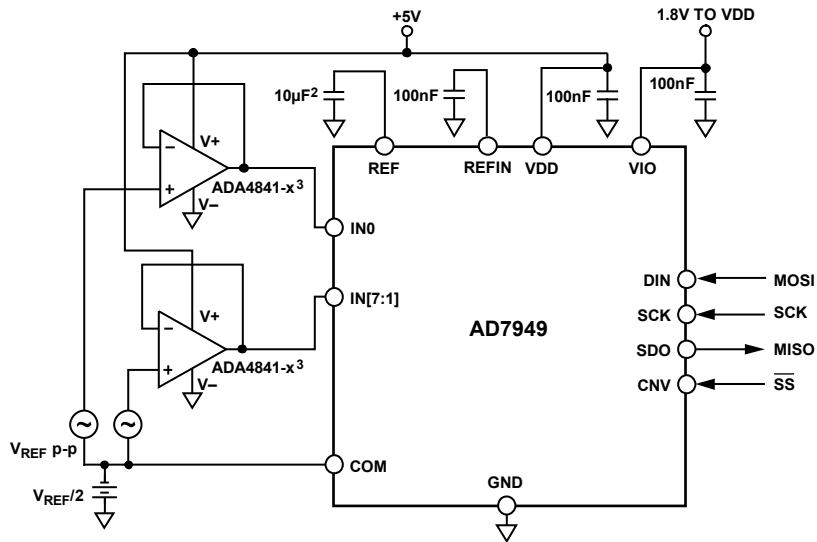 +5V
1.8V TO VDD
10µF²
100nF
100nF
100nF
V+
ADA4841-x³
V–
REF
REFIN
VDD
VIO
IN0
IN[7:1]
V+
ADA4841-x³
V–
AD7949
DIN
MOSI
SCK
SCK
SDO
MISO
CNV
S̅S̅
VREF p-p
COM
VREF/2
GND